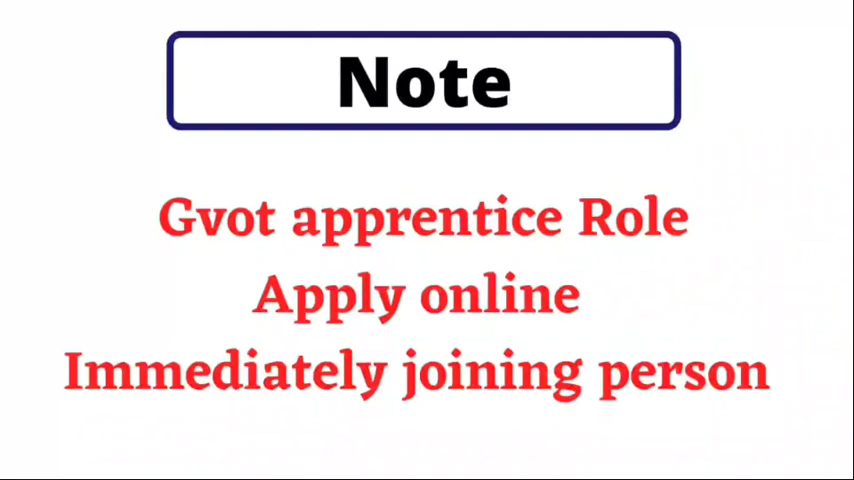 Note
Gvot apprentice Role
Apply online
Immediately joining person